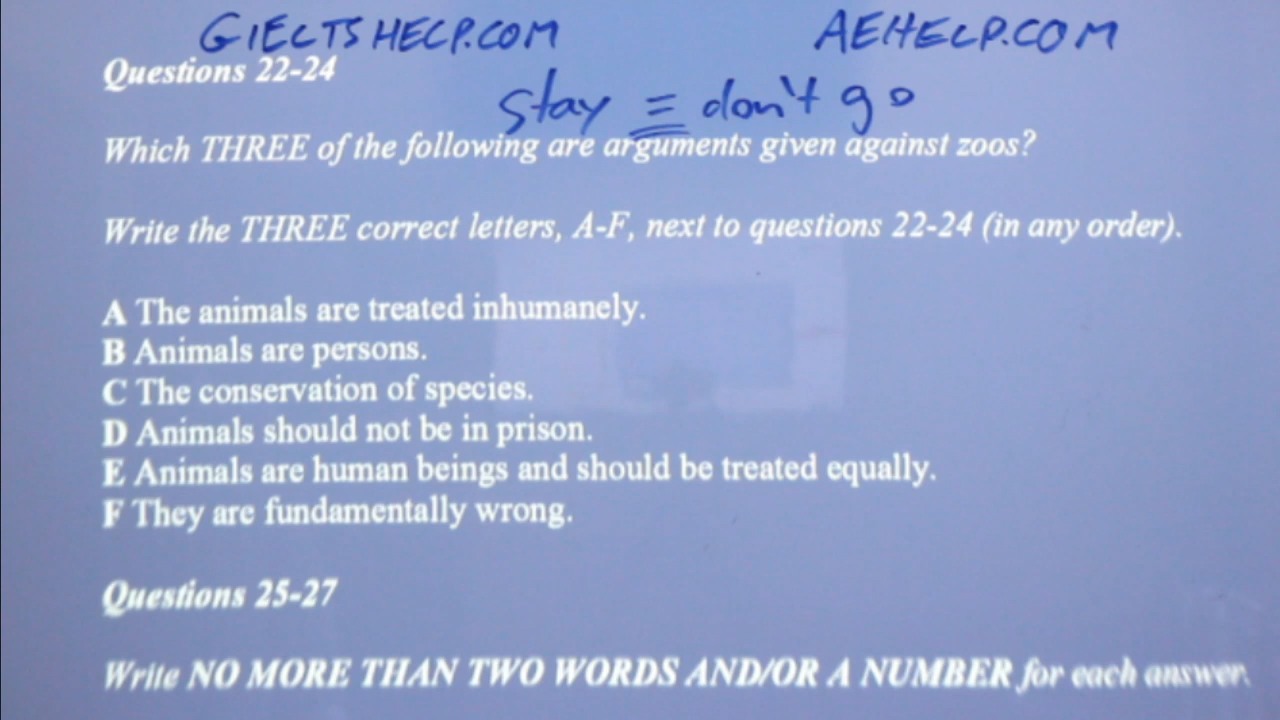 GIELTSHELP.COM AEHELP.COM
Questions 22-24
stay = don't go
Which THREE of the following are arguments given against zoos?
Write the THREE correct letters, A-F, next to questions 22-24 (in any order).
A The animals are treated inhumanely.
B Animals are persons.
C The conservation of species.
D Animals should not be in prison.
E Animals are human beings and should be treated equally.
F They are fundamentally wrong.
Questions 25-27
Write NO MORE THAN TWO WORDS AND/OR A NUMBER for each answer.